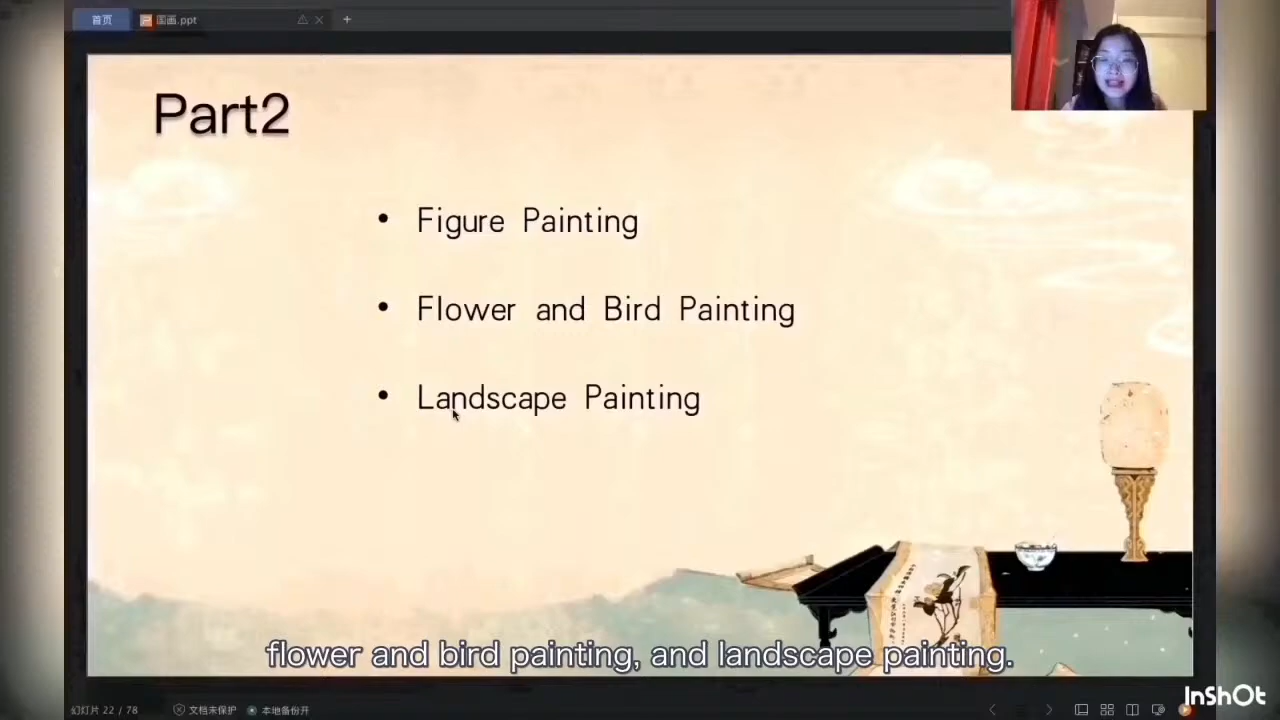 首页
国画.ppt
Part2
• Figure Painting
• Flower and Bird Painting
• Landscape Painting
flower and bird painting, and landscape painting.
幻灯片 22 / 78
文档未保护
本地备份开
InShOt